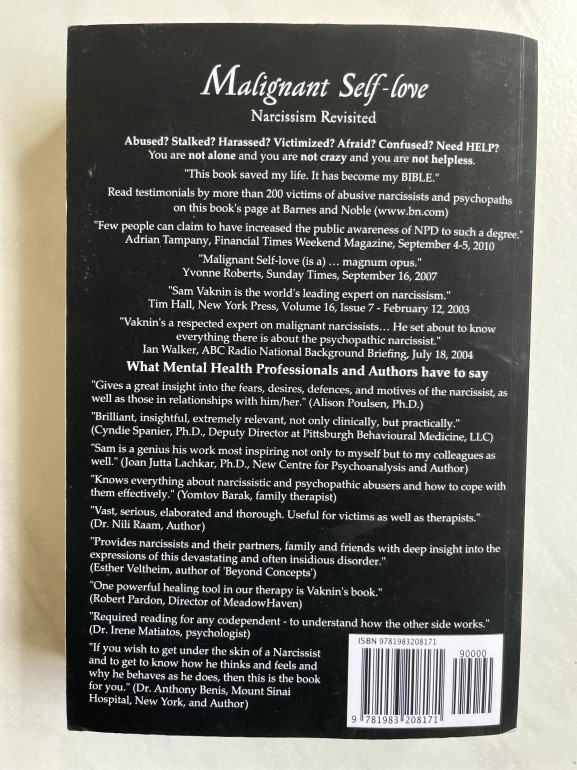 Malignant Self-love
Narcissism Revisited
Abused? Stalked? Harassed? Victimized? Afraid? Confused? Need HELP?
You are not alone and you are not crazy and you are not helpless.
"This book saved my life. It has become my BIBLE."
Read testimonials by more than 200 victims of abusive narcissists and psychopaths
on this book's page at Barnes and Noble (www.bn.com)
"Few people can claim to have increased the public awareness of NPD to such a degree."
Adrian Tampany, Financial Times Weekend Magazine, September 4-5, 2010
"Malignant Self-love (is a) ... magnum opus."
Yvonne Roberts, Sunday Times, September 16, 2007
"Sam Vaknin is the world's leading expert on narcissism."
Tim Hall, New York Press, Volume 16, Issue 7 - February 12, 2003
"Vaknin's a respected expert on malignant narcissists... He set about to know
everything there is about the psychopathic narcissist."
Ian Walker, ABC Radio National Background Briefing, July 18, 2004
What Mental Health Professionals and Authors have to say
"Gives a great insight into the fears, desires, defences, and motives of the narcissist, as
well as those in relationships with him/her." (Alison Poulsen, Ph.D.)
"Brilliant, insightful, extremely relevant, not only clinically, but practically."
(Cyndie Spanier, Ph.D., Deputy Director at Pittsburgh Behavioural Medicine, LLC)
"Sam is a genius his work most inspiring not only to myself but to my colleagues as
well." (Joan Jutta Lachkar, Ph.D., New Centre for Psychoanalysis and Author)
"Knows everything about narcissistic and psychopathic abusers and how to cope with
them effectively." (Yomtov Barak, family therapist)
"Vast, serious, elaborated and thorough. Useful for victims as well as therapists."
(Dr. Nili Raam, Author)
"Provides narcissists and their partners, family and friends with deep insight into the
expressions of this devastating and often insidious disorder."
(Esther Veltheim, author of 'Beyond Concepts')
"One powerful healing tool in our therapy is Vaknin's book."
(Robert Pardon, Director of MeadowHaven)
"Required reading for any codependent - to understand how the other side works."
(Dr. Irene Matiatos, psychologist)
"If you wish to get under the skin of a Narcissist
and to get to know how he thinks and feels and
why he behaves as he does, then this is the book
for you." (Dr. Anthony Benis, Mount Sinai
Hospital, New York, and Author)
ISBN 9781983208171
90000
9 781983 208171